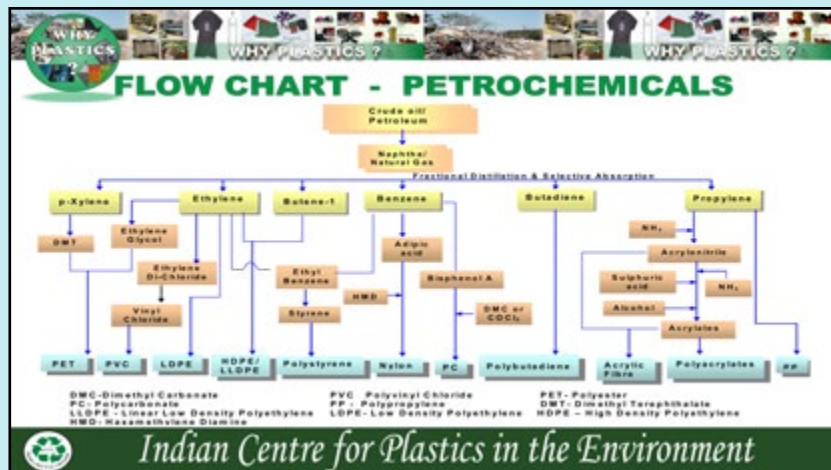 WHY PLASTICS ?
WHY PLASTICS ?
WHY
PLASTICS
?
FLOW CHART - PETROCHEMICALS
Crude oil/
Petroleum
Naphtha/
Natural Gas
Fractional Distillation & Selective Absorption
p-Xylene
Ethylene
Butene-1
Benzene
Butadiene
Propylene
DMT
Ethylene
Glycol
Adipic
acid
NH₃
Acrylonitrile
Ethylene
Di-Chloride
Ethyl
Benzene
Bisphenol A
Sulphuric
acid
NH₃
HMD
Vinyl
Chloride
Styrene
DMC or
COCl₂
Alcohol
Acrylates
PET
PVC
LDPE
HDPE/
LLDPE
Polystyrene
Nylon
PC
Polybutadiene
Acrylic
Fibre
Polyacrylates
PP
DMC-Dimethyl Carbonate PVC Polyvinyl Chloride PET- Polyester
PC- Polycarbonate PP - Polypropylene DMT- Dimethyl Terephthalate
LLDPE - Linear Low Density Polyethylene LDPE- Low Density Polyethylene HDPE – High Density Polyethylene
HMD- Hexamethylene Diamine
Indian Centre for Plastics in the Environment